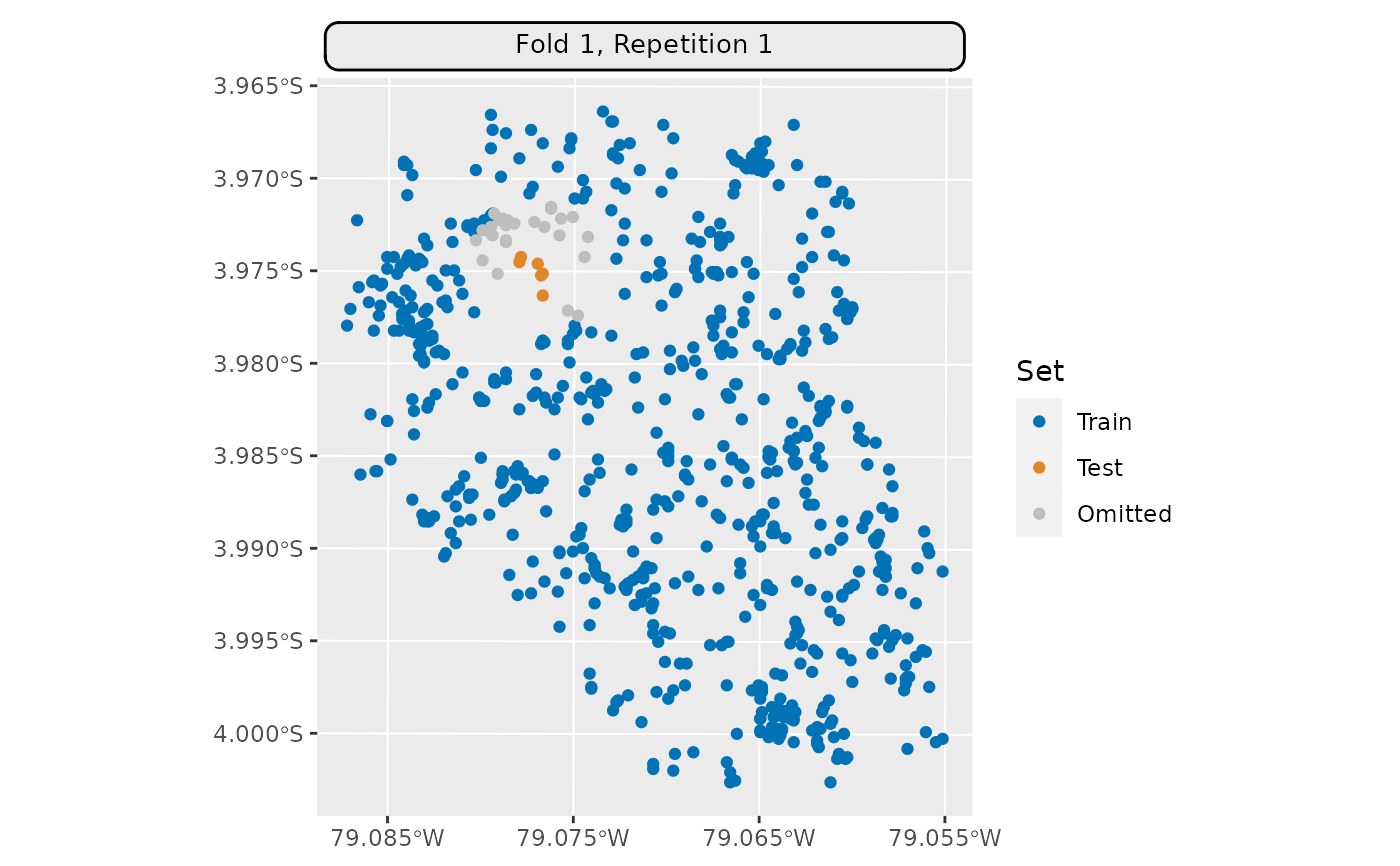 Fold 1, Repetition 1
3.965°S
3.970°S
3.975°S
3.980°S
3.985°S
3.990°S
3.995°S
4.000°S
79.085°W 79.075°W 79.065°W 79.055°W
Set
Train
Test
Omitted